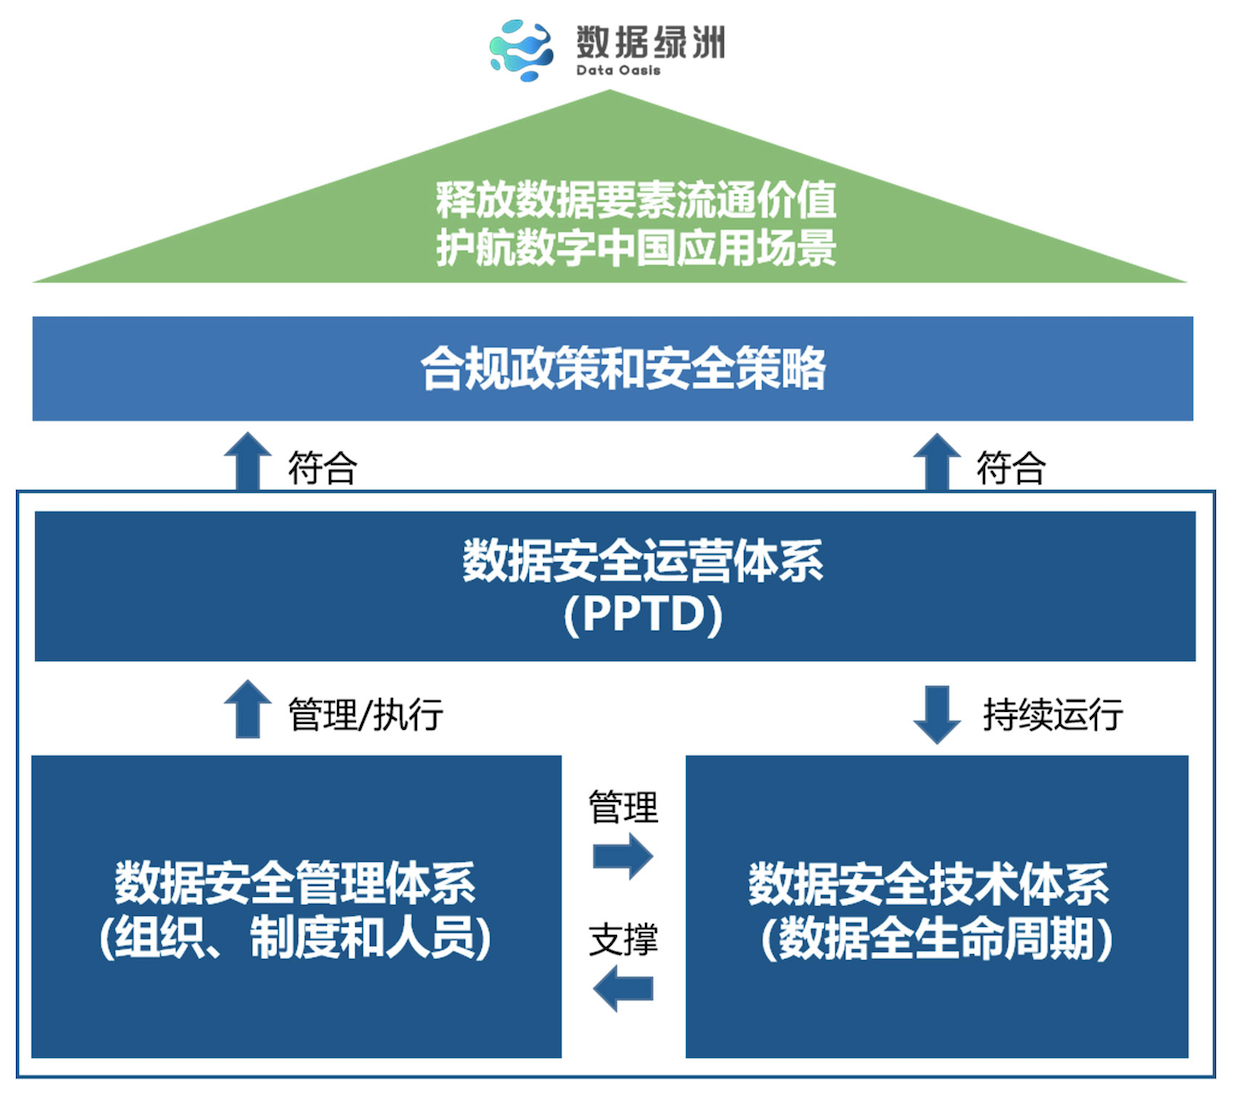 数据绿洲
Data Oasis
释放数据要素流通价值
护航数字中国应用场景
合规政策和安全策略
符合
符合
数据安全运营体系
(PPTD)
管理/执行
持续运行
管理
数据安全管理体系
(组织、制度和人员)
数据安全技术体系
(数据全生命周期)
支撑